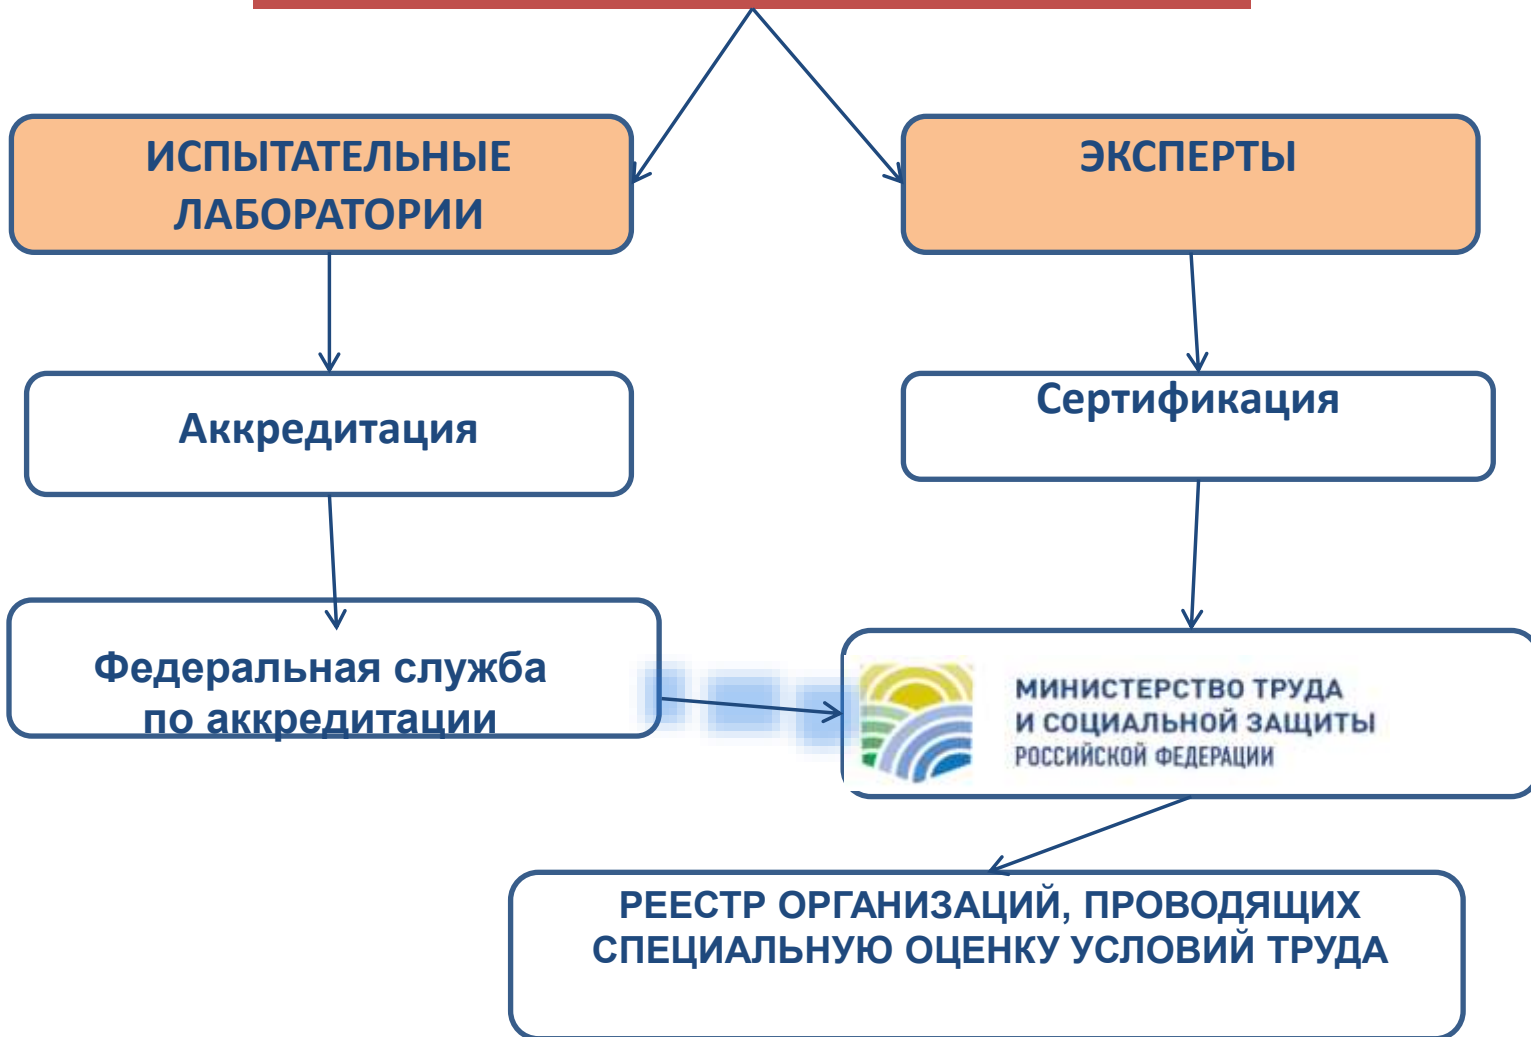 ИСПЫТАТЕЛЬНЫЕ
ЛАБОРАТОРИИ
ЭКСПЕРТЫ
Аккредитация
Сертификация
Федеральная служба
по аккредитации
МИНИСТЕРСТВО ТРУДА
И СОЦИАЛЬНОЙ ЗАЩИТЫ
РОССИЙСКОЙ ФЕДЕРАЦИИ
РЕЕСТР ОРГАНИЗАЦИЙ, ПРОВОДЯЩИХ
СПЕЦИАЛЬНУЮ ОЦЕНКУ УСЛОВИЙ ТРУДА